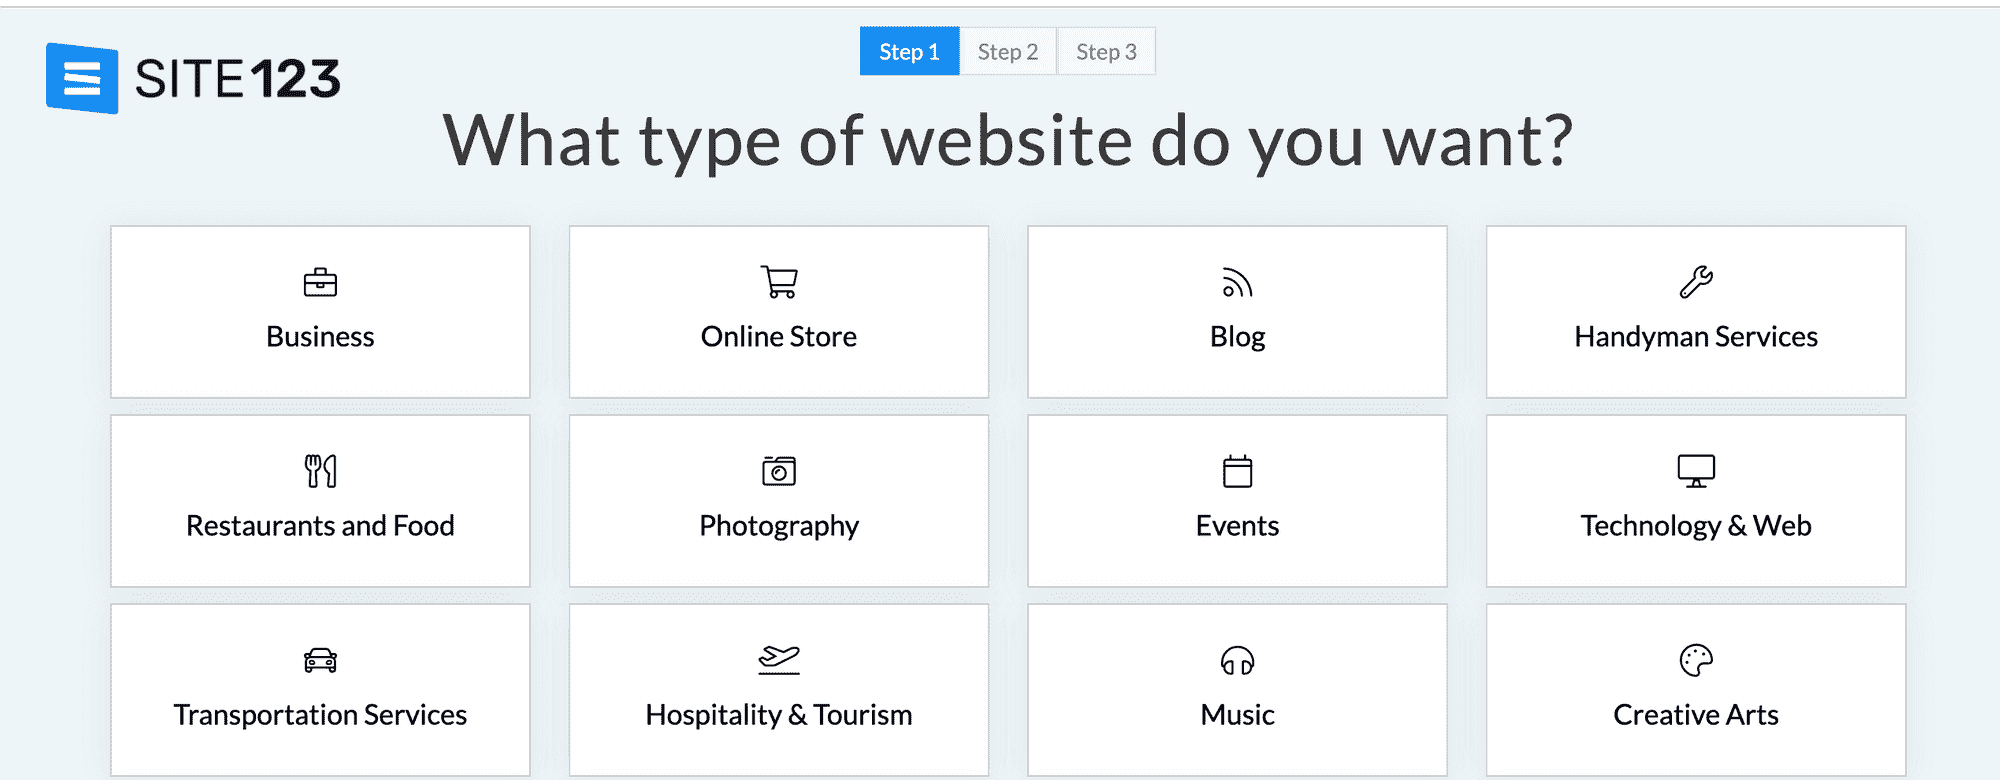 SITE123
Step 1 Step 2 Step 3
What type of website do you want?
Business
Online Store
Blog
Handyman Services
Restaurants and Food
Photography
Events
Technology & Web
Transportation Services
Hospitality & Tourism
Music
Creative Arts